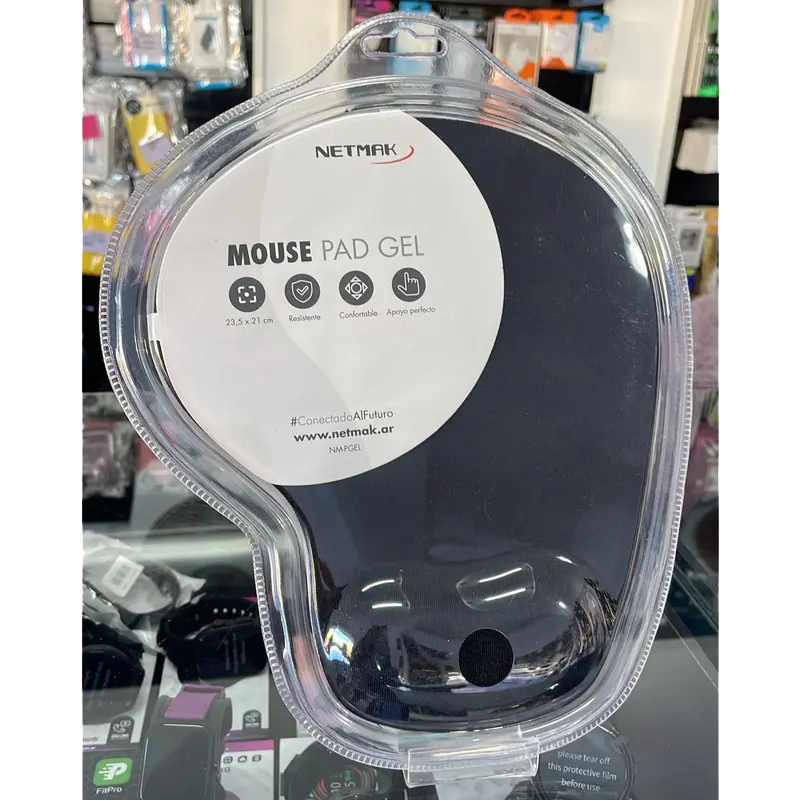 NETMAK
MOUSE PAD GEL
23,5 x 21 cm
Resistente
Confortable
Apoyo perfecto
#ConectadoAlFuturo
www.netmak.ar
NM-PGEL
FitPro
please tear off
this protective film
before use